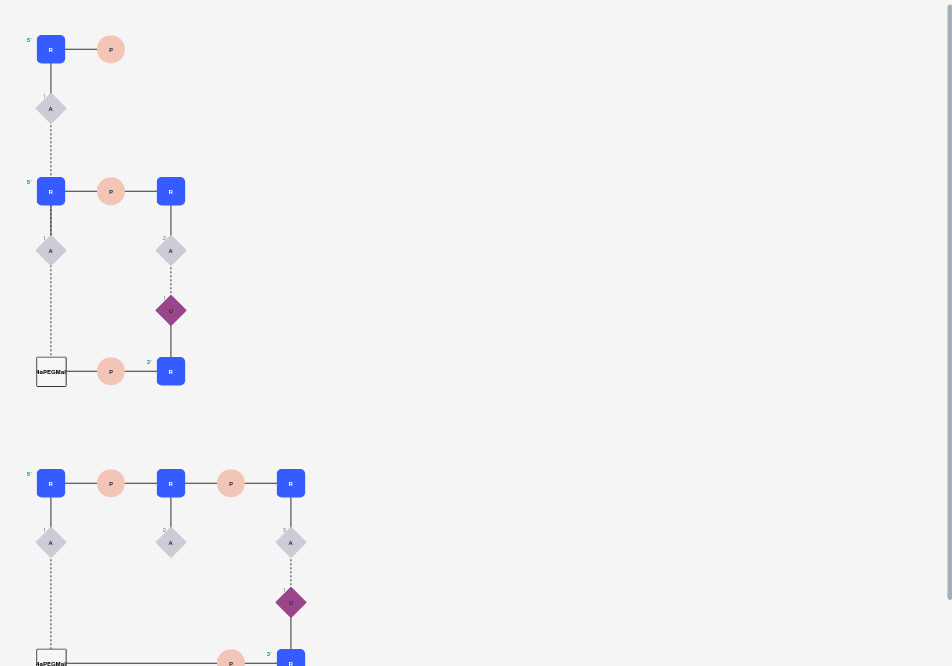 5'
R P
1
A
5'
R P R
1 2
A A
1
U
3'
4aPEGMal P R
5'
R P R P R
1 2 3
A A A
1
U
3'
4aPEGMal P R